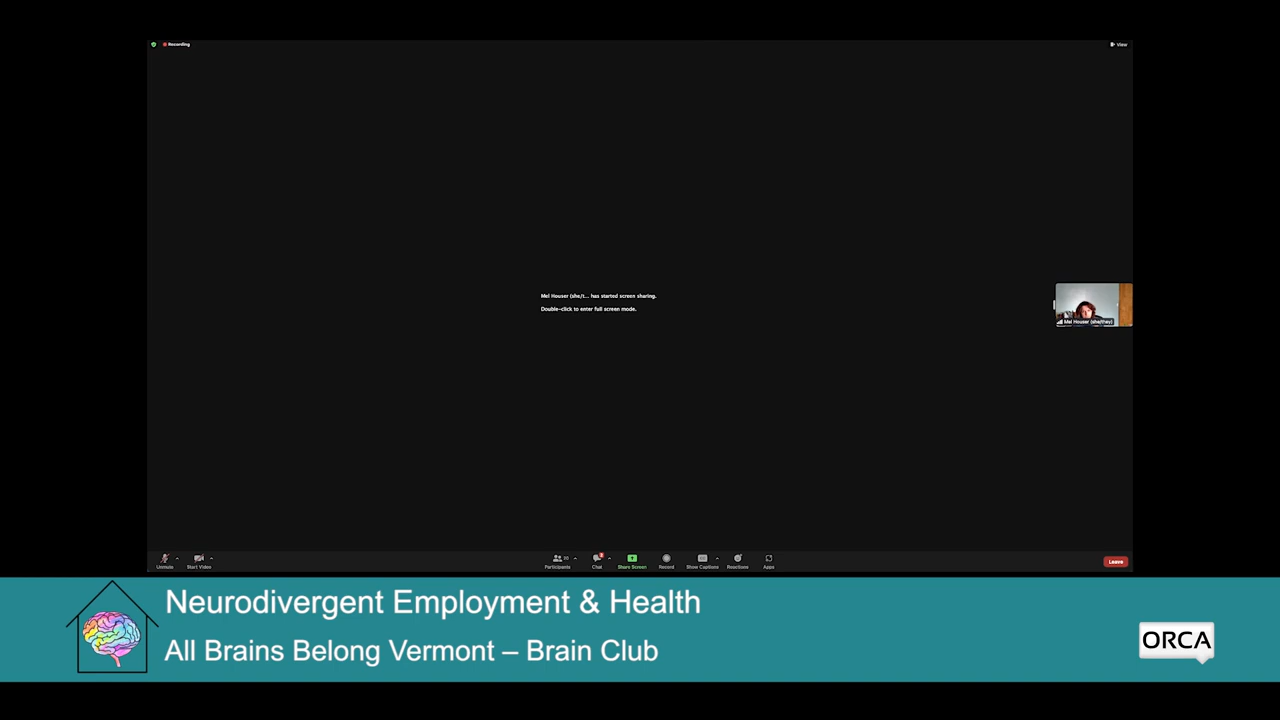 Recording
View
Mel Houser (she/t... has started screen sharing.
Double-click to enter full screen mode.
Mel Houser (she/they)
Unmute
Start Video
Participants
Chat
Share Screen
Record
Show Captions
Reactions
Apps
Leave
Neurodivergent Employment & Health
All Brains Belong Vermont – Brain Club
ORCA